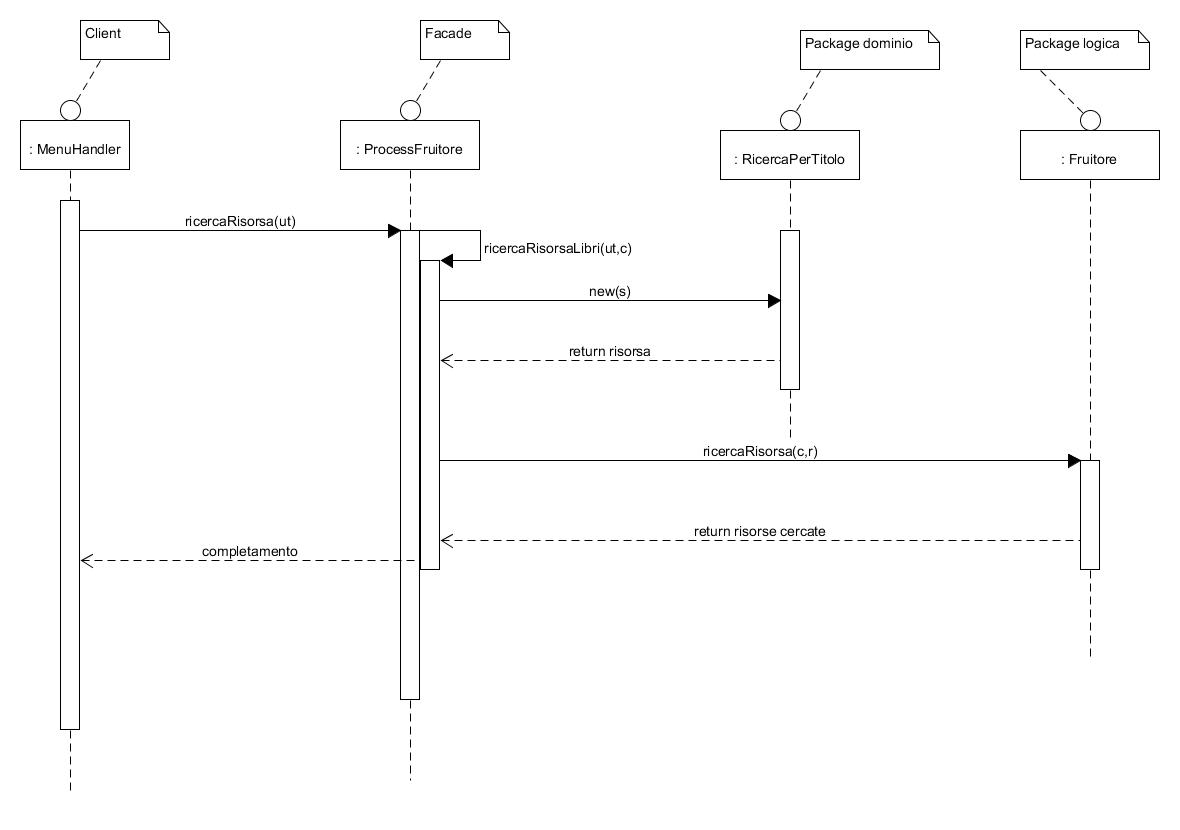 Client
Facade
Package dominio
Package logica
: MenuHandler
: ProcessFruitore
: RicercaPerTitolo
: Fruitore
ricercaRisorsa(ut)
ricercaRisorsaLibri(ut,c)
new(s)
return risorsa
ricercaRisorsa(c,r)
return risorse cercate
completamento